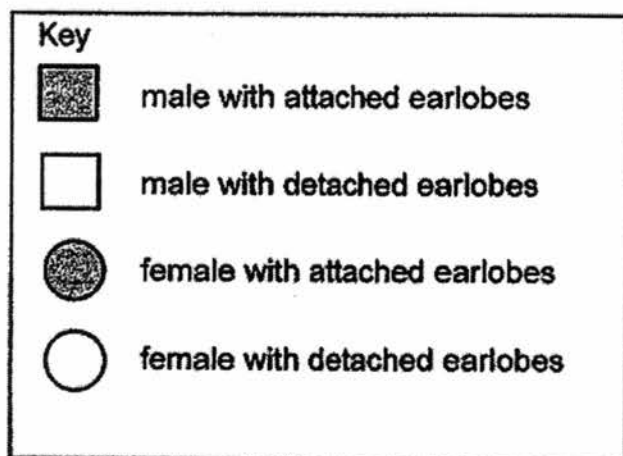 Key
male with attached earlobes
male with detached earlobes
female with attached earlobes
female with detached earlobes